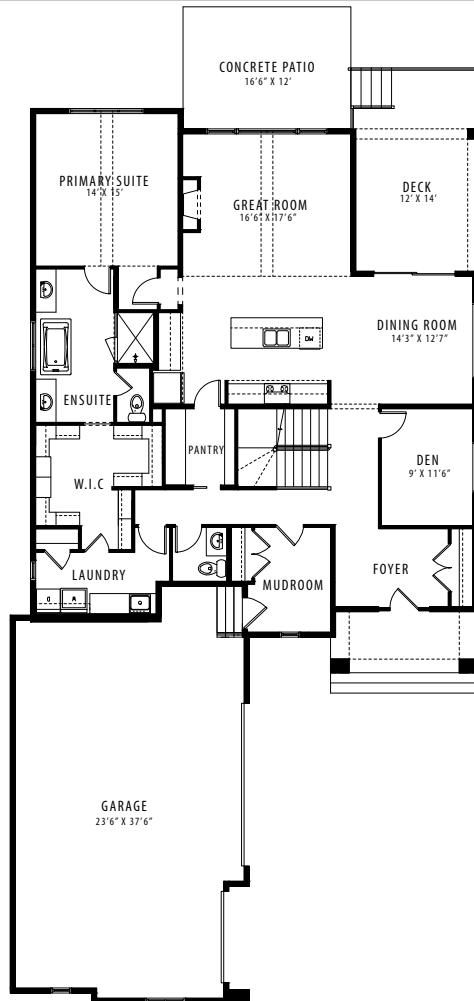 CONCRETE PATIO
16'6" X 12'
PRIMARY SUITE
14' X 15'
GREAT ROOM
16'6" X 17'6"
DECK
12' X 14'
DINING ROOM
14'3" X 12'7"
DW
ENSUITE
PANTRY
W.I.C
DEN
9' X 11'6"
LAUNDRY
MUDROOM
FOYER
GARAGE
23'6" X 37'6"